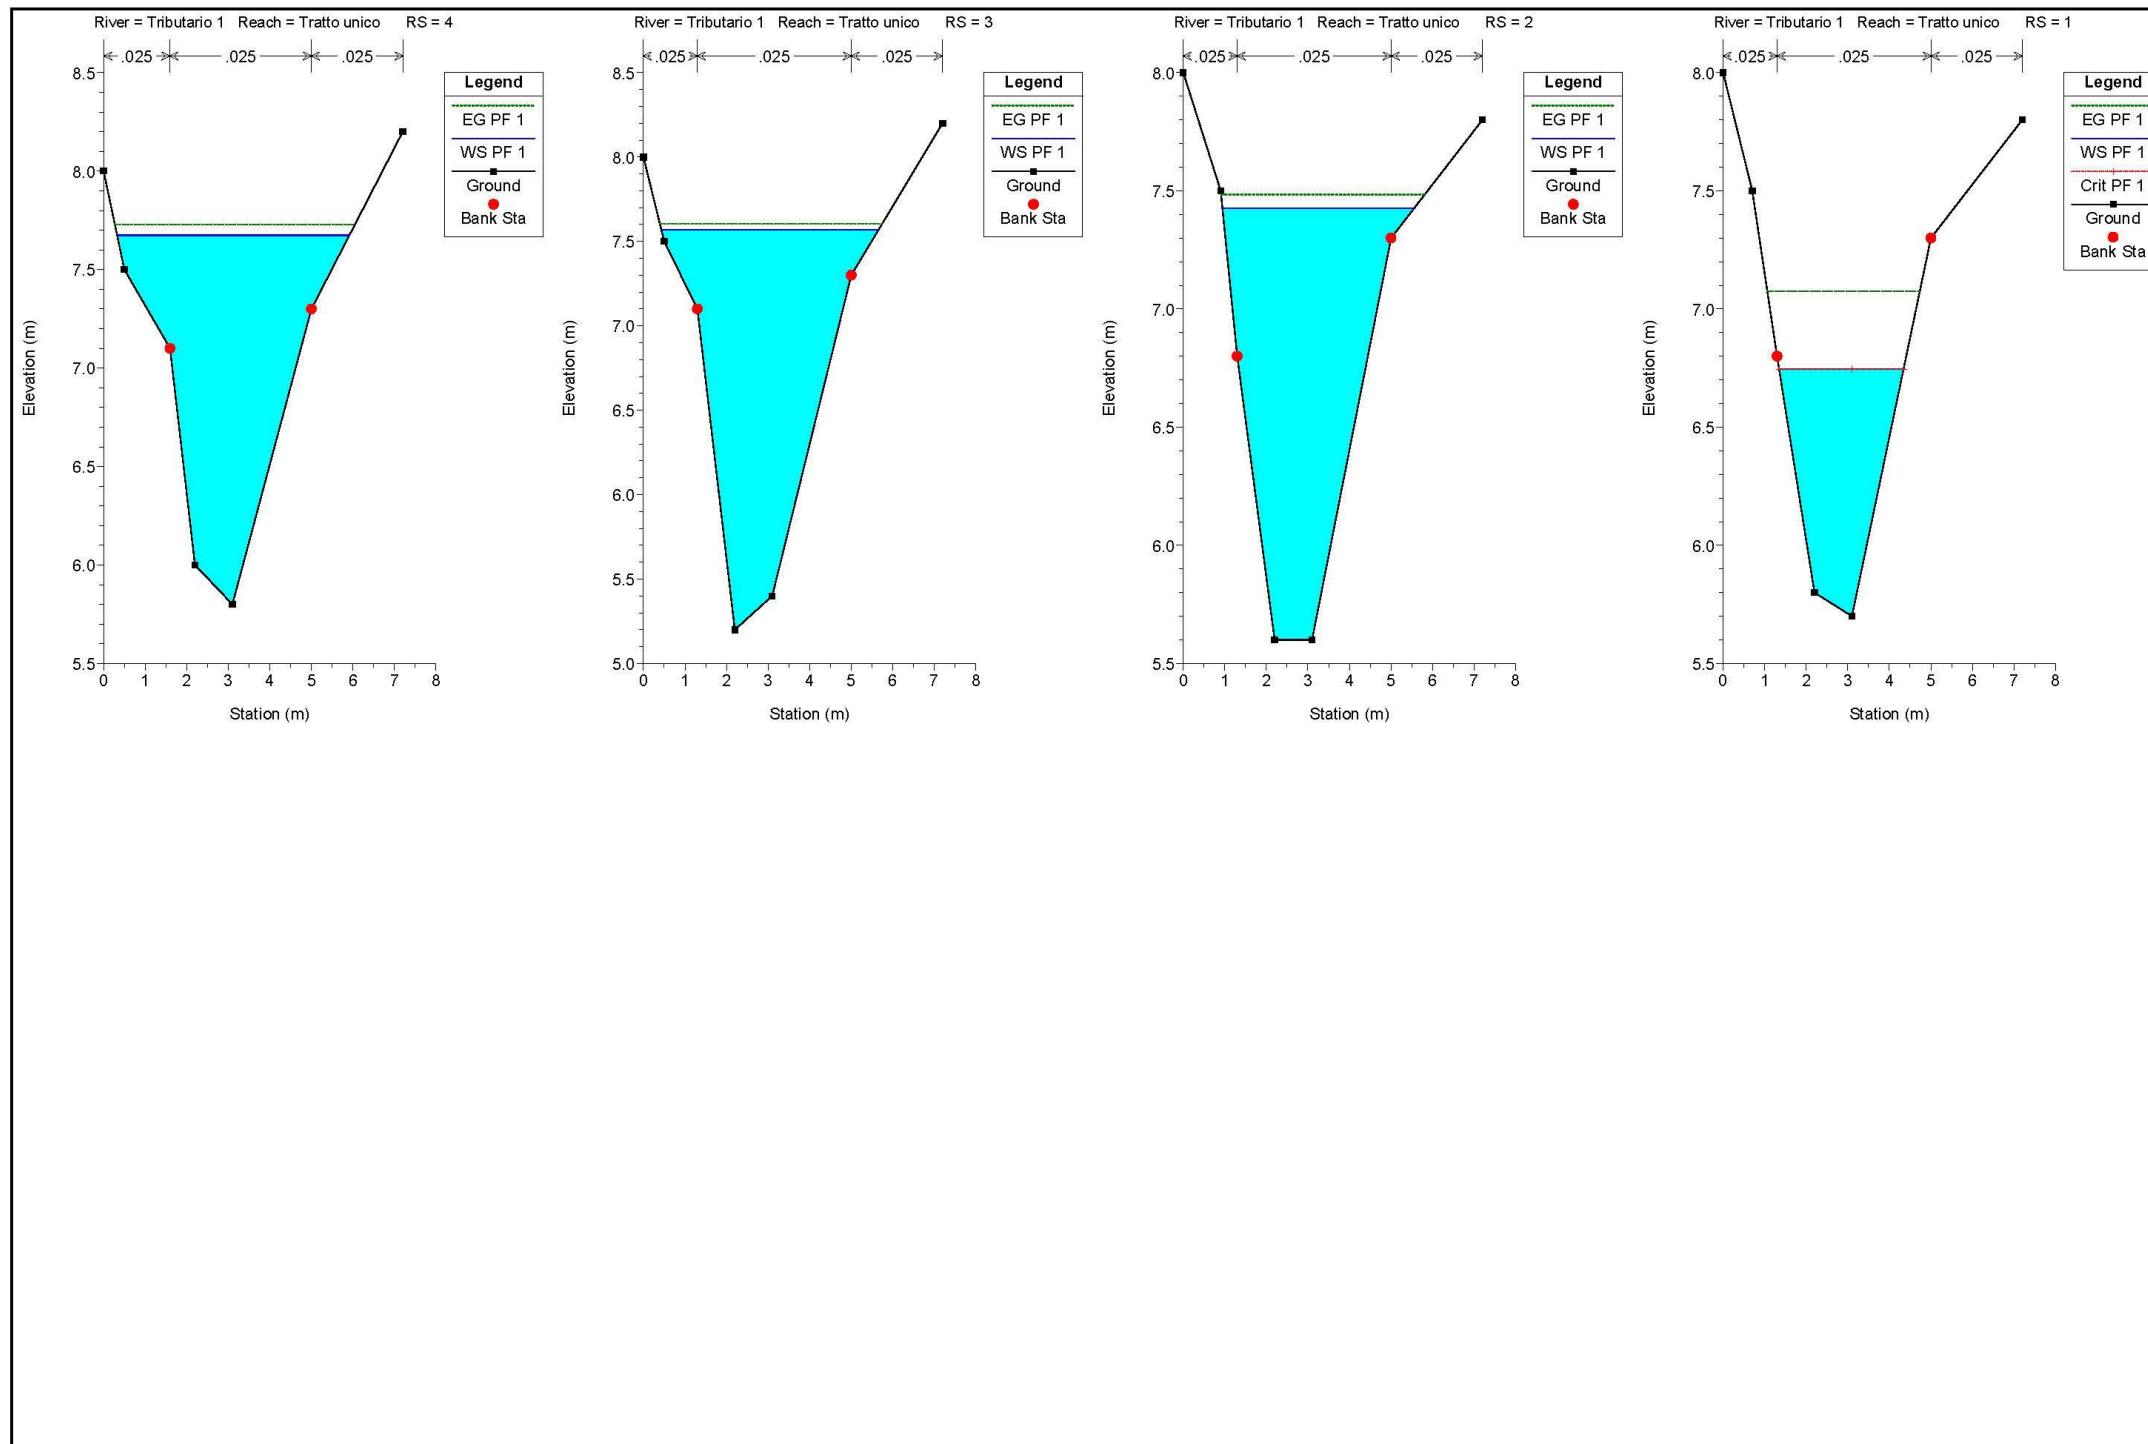 River = Tributario 1 Reach = Tratto unico RS = 4
.025 .025 .025
8.5
8.0
7.5
7.0
6.5
6.0
5.5
0 1 2 3 4 5 6 7 8
Station (m)
Elevation (m)
Legend
EG PF 1
WS PF 1
Ground
Bank Sta
River = Tributario 1 Reach = Tratto unico RS = 3
.025 .025 .025
8.5
8.0
7.5
7.0
6.5
6.0
5.5
5.0
0 1 2 3 4 5 6 7 8
Station (m)
Elevation (m)
Legend
EG PF 1
WS PF 1
Ground
Bank Sta
River = Tributario 1 Reach = Tratto unico RS = 2
.025 .025 .025
8.0
7.5
7.0
6.5
6.0
5.5
0 1 2 3 4 5 6 7 8
Station (m)
Elevation (m)
Legend
EG PF 1
WS PF 1
Ground
Bank Sta
River = Tributario 1 Reach = Tratto unico RS = 1
.025 .025 .025
8.0
7.5
7.0
6.5
6.0
5.5
0 1 2 3 4 5 6 7 8
Station (m)
Elevation (m)
Legend
EG PF 1
WS PF 1
Crit PF 1
Ground
Bank Sta